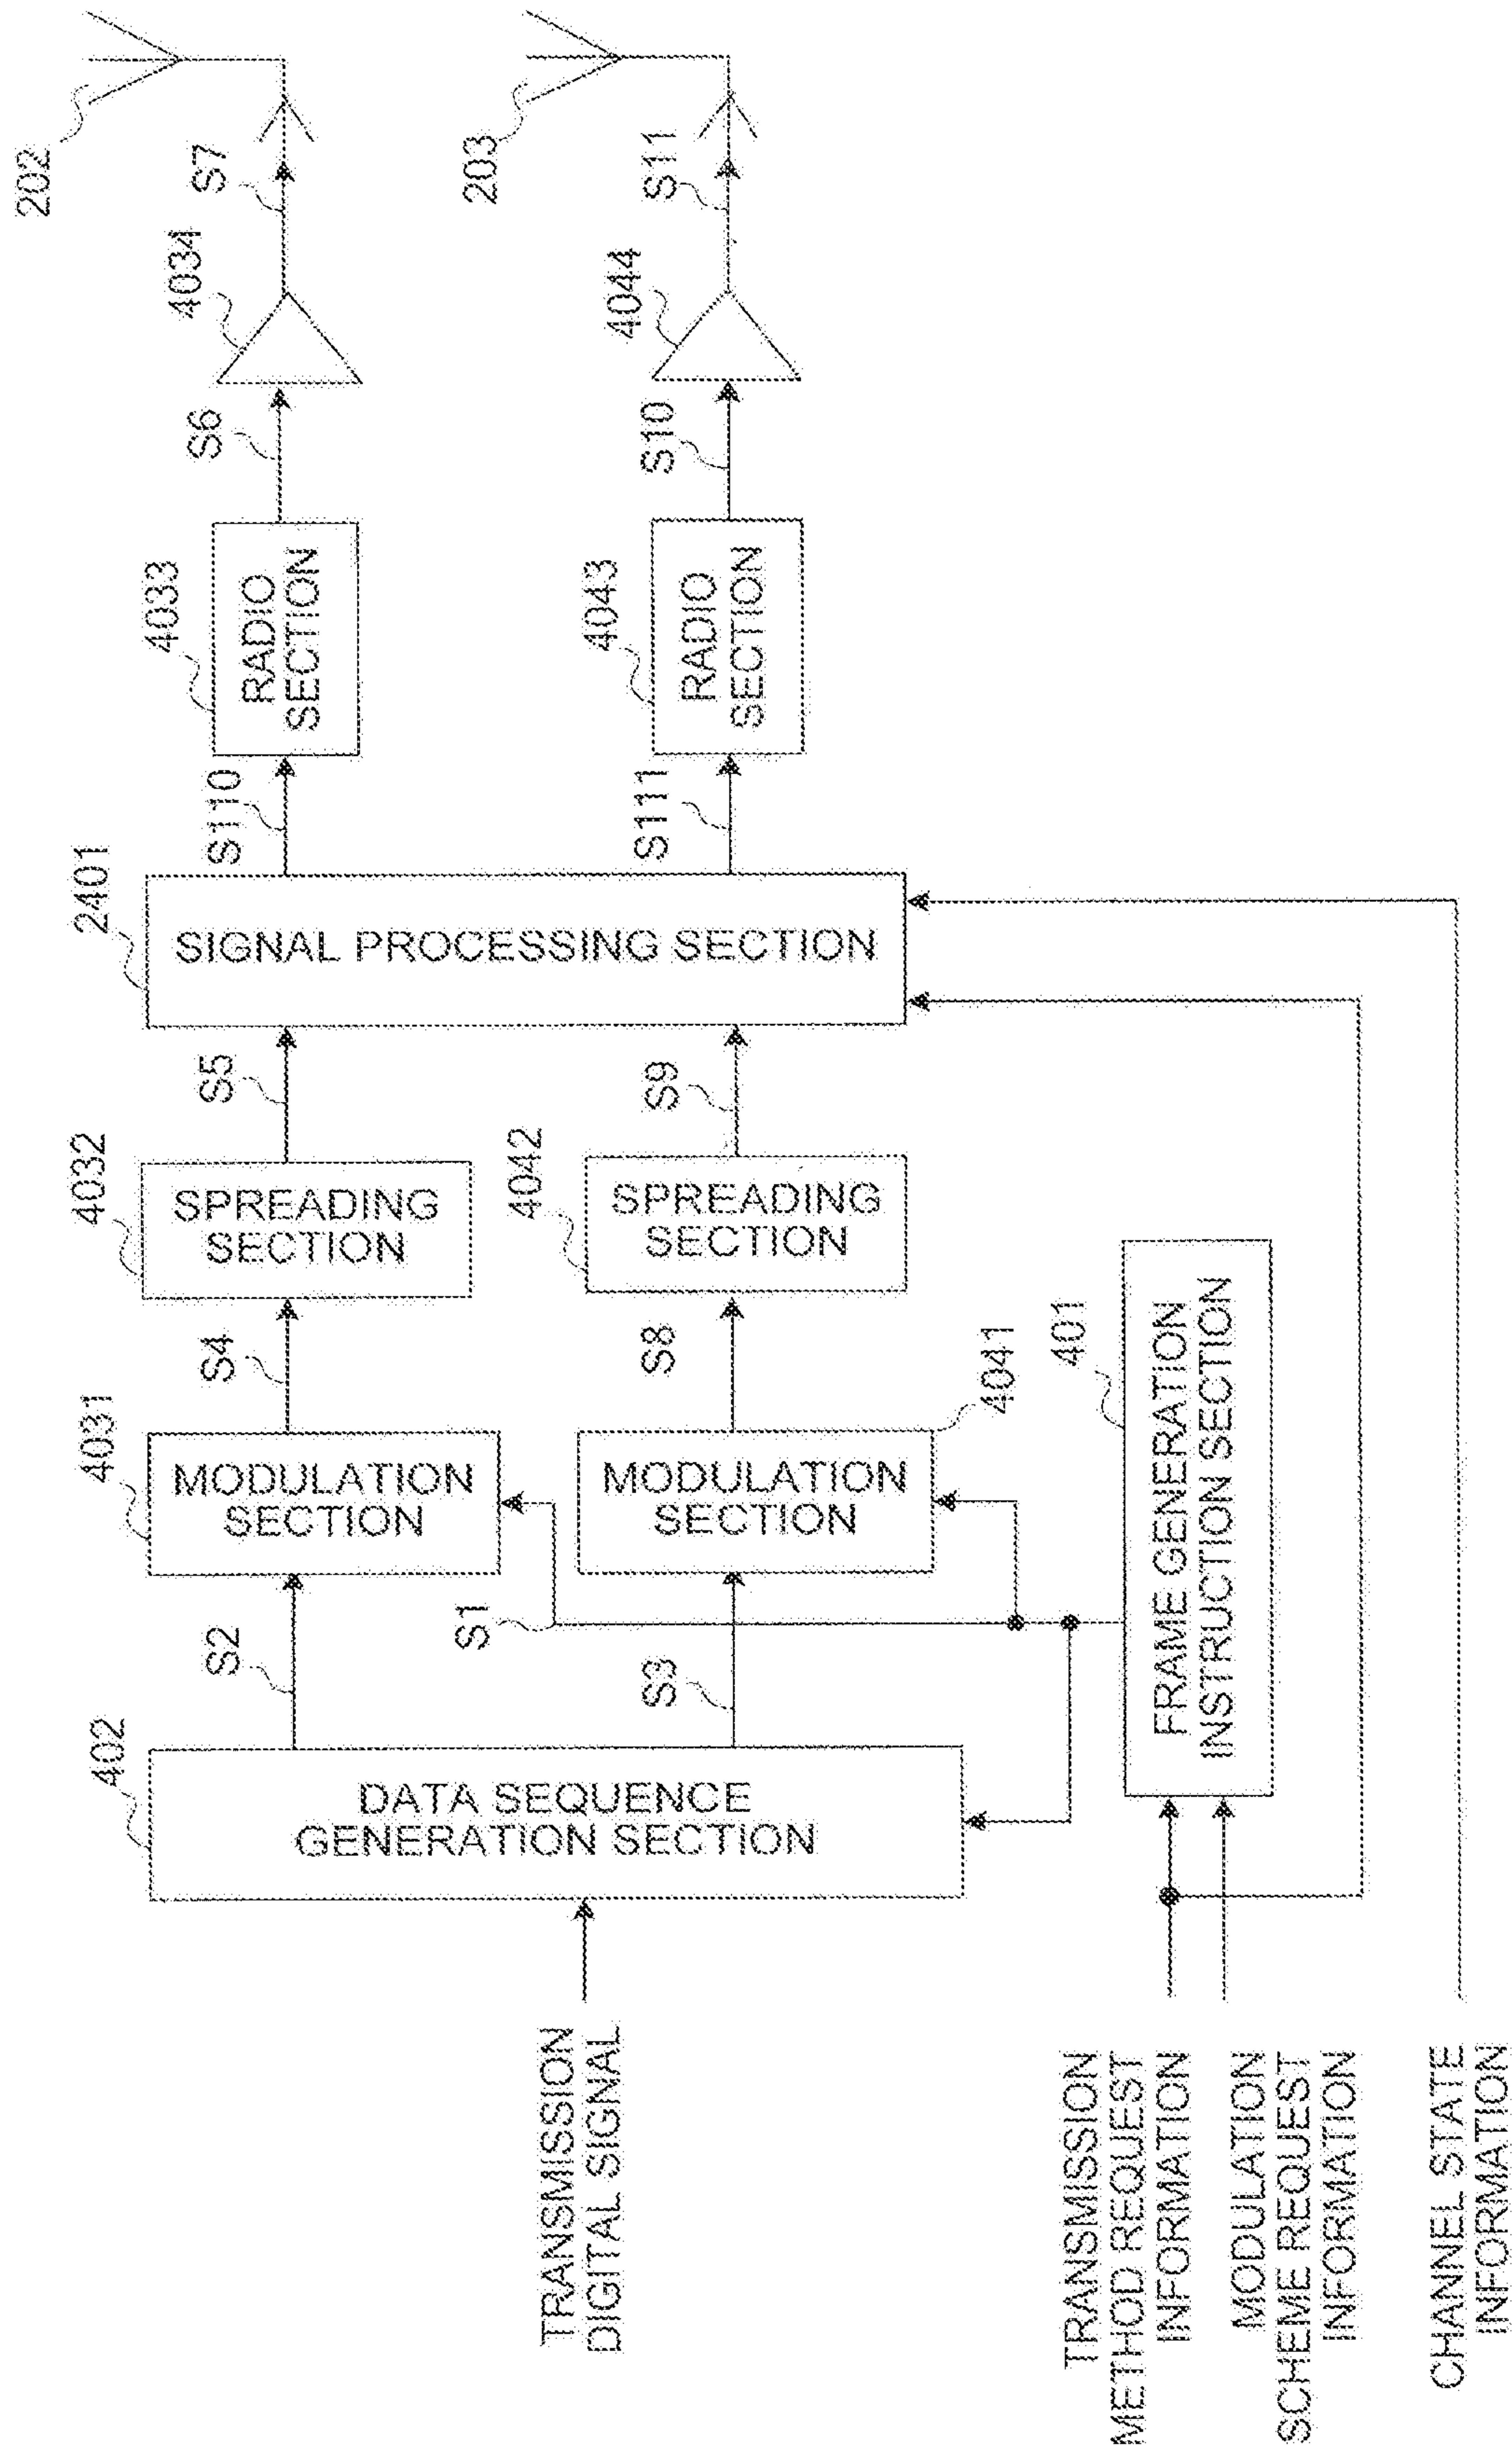 TRANSMISSION
DIGITAL SIGNAL
402
DATA SEQUENCE
GENERATION SECTION
S2
S3
S1
4031
MODULATION
SECTION
4041
MODULATION
SECTION
S4
S8
4032
SPREADING
SECTION
4042
SPREADING
SECTION
S5
S9
2401
SIGNAL PROCESSING SECTION
S110
S111
4033
RADIO
SECTION
4043
RADIO
SECTION
S6
S10
4034
4044
S7
S11
202
203
401
FRAME GENERATION
INSTRUCTION SECTION
TRANSMISSION
METHOD REQUEST
INFORMATION
MODULATION
SCHEME REQUEST
INFORMATION
CHANNEL STATE
INFORMATION